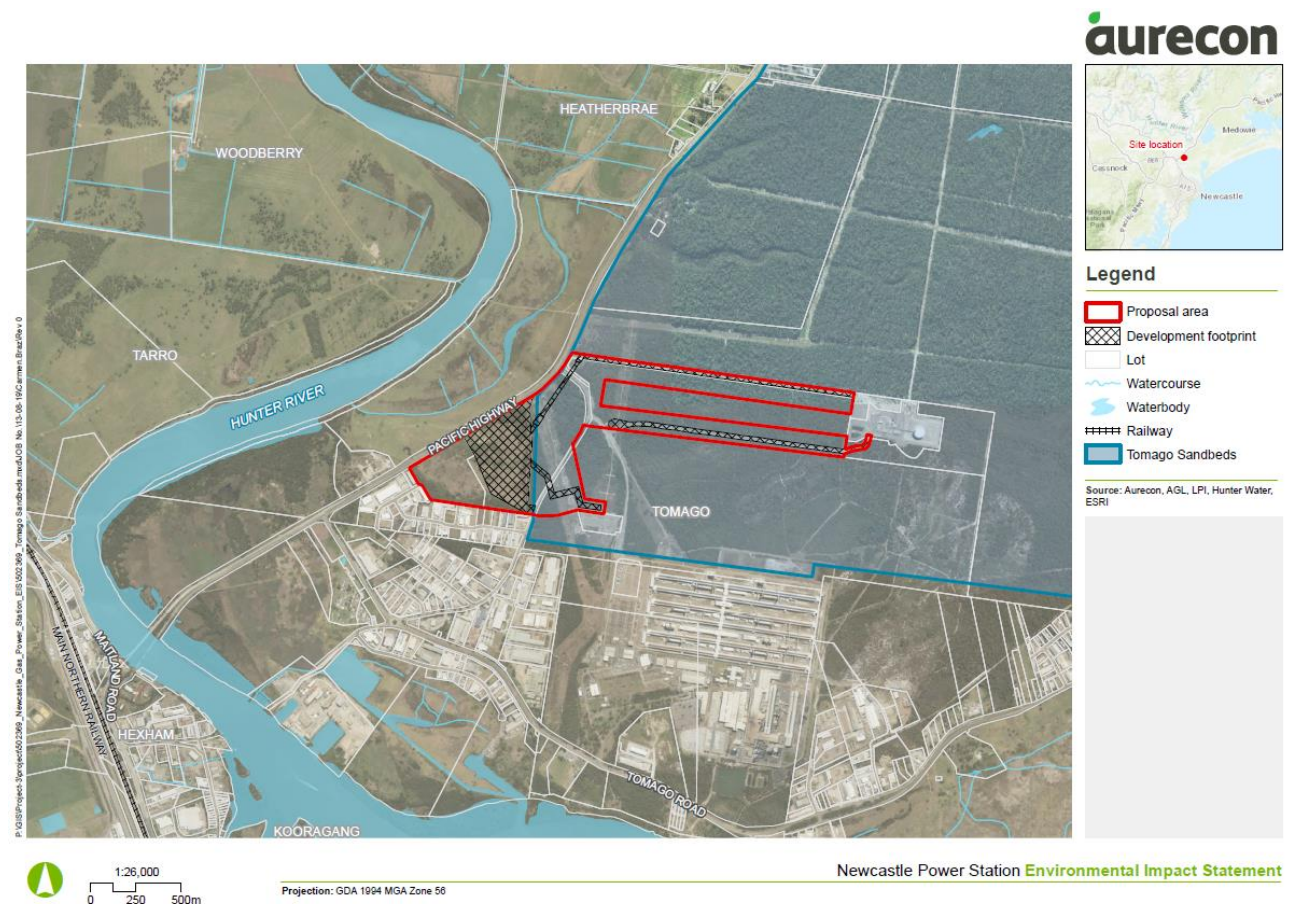 aurecon
HEATHERBRAE
WOODBERRY
TARRO
HUNTER RIVER
PACIFIC HIGHWAY
TOMAGO
MAITLAND ROAD
MAIN NORTHERN RAILWAY
HEXHAM
TOMAGO ROAD
KOORAGANG
Site location
Medowie
Cessnock
Newcastle
Legend
Proposal area
Development footprint
Lot
Watercourse
Waterbody
Railway
Tomago Sandbeds
Source: Aurecon, AGL, LPI, Hunter Water,
ESRI
1:26,000
0 250 500m
Projection: GDA 1994 MGA Zone 56
Newcastle Power Station Environmental Impact Statement